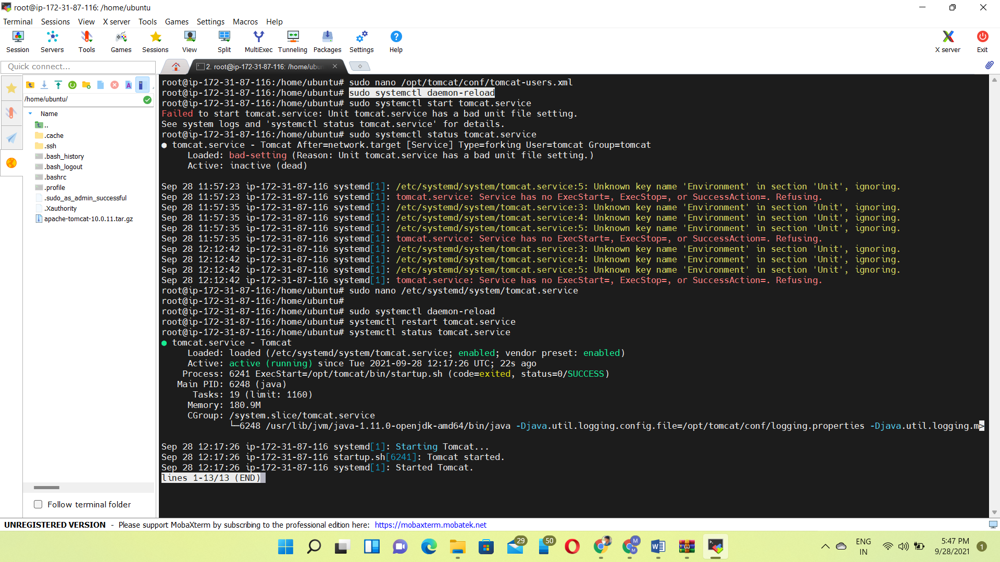 root@ip-172-31-87-116: /home/ubuntu
Terminal Sessions View X server Tools Games Settings Macros Help
Session Servers Tools Games Sessions View Split MultiExec Tunneling Packages Settings Help X server Exit
Quick connect...
2. root@ip-172-31-87-116: /home/ubu
/home/ubuntu/
Name
..
.cache
.ssh
.bash_history
.bash_logout
.bashrc
.profile
.sudo_as_admin_successful
.Xauthority
apache-tomcat-10.0.11.tar.gz
Follow terminal folder
root@ip-172-31-87-116:/home/ubuntu# sudo nano /opt/tomcat/conf/tomcat-users.xml
root@ip-172-31-87-116:/home/ubuntu# sudo systemctl daemon-reload
root@ip-172-31-87-116:/home/ubuntu# sudo systemctl start tomcat.service
Failed to start tomcat.service: Unit tomcat.service has a bad unit file setting.
See system logs and 'systemctl status tomcat.service' for details.
root@ip-172-31-87-116:/home/ubuntu# sudo systemctl status tomcat.service
● tomcat.service - Tomcat After=network.target [Service] Type=forking User=tomcat Group=tomcat
Loaded: bad-setting (Reason: Unit tomcat.service has a bad unit file setting.)
Active: inactive (dead)
Sep 28 11:57:23 ip-172-31-87-116 systemd[1]: /etc/systemd/system/tomcat.service:5: Unknown key name 'Environment' in section 'Unit', ignoring.
Sep 28 11:57:23 ip-172-31-87-116 systemd[1]: tomcat.service: Service has no ExecStart=, ExecStop=, or SuccessAction=. Refusing.
Sep 28 11:57:35 ip-172-31-87-116 systemd[1]: /etc/systemd/system/tomcat.service:3: Unknown key name 'Environment' in section 'Unit', ignoring.
Sep 28 11:57:35 ip-172-31-87-116 systemd[1]: /etc/systemd/system/tomcat.service:4: Unknown key name 'Environment' in section 'Unit', ignoring.
Sep 28 11:57:35 ip-172-31-87-116 systemd[1]: /etc/systemd/system/tomcat.service:5: Unknown key name 'Environment' in section 'Unit', ignoring.
Sep 28 11:57:35 ip-172-31-87-116 systemd[1]: tomcat.service: Service has no ExecStart=, ExecStop=, or SuccessAction=. Refusing.
Sep 28 12:12:42 ip-172-31-87-116 systemd[1]: /etc/systemd/system/tomcat.service:3: Unknown key name 'Environment' in section 'Unit', ignoring.
Sep 28 12:12:42 ip-172-31-87-116 systemd[1]: /etc/systemd/system/tomcat.service:4: Unknown key name 'Environment' in section 'Unit', ignoring.
Sep 28 12:12:42 ip-172-31-87-116 systemd[1]: /etc/systemd/system/tomcat.service:5: Unknown key name 'Environment' in section 'Unit', ignoring.
Sep 28 12:12:42 ip-172-31-87-116 systemd[1]: tomcat.service: Service has no ExecStart=, ExecStop=, or SuccessAction=. Refusing.
root@ip-172-31-87-116:/home/ubuntu# sudo nano /etc/systemd/system/tomcat.service
root@ip-172-31-87-116:/home/ubuntu#
root@ip-172-31-87-116:/home/ubuntu# sudo systemctl daemon-reload
root@ip-172-31-87-116:/home/ubuntu# systemctl restart tomcat.service
root@ip-172-31-87-116:/home/ubuntu# systemctl status tomcat.service
● tomcat.service - Tomcat
Loaded: loaded (/etc/systemd/system/tomcat.service; enabled; vendor preset: enabled)
Active: active (running) since Tue 2021-09-28 12:17:26 UTC; 22s ago
Process: 6241 ExecStart=/opt/tomcat/bin/startup.sh (code=exited, status=0/SUCCESS)
Main PID: 6248 (java)
Tasks: 19 (limit: 1160)
Memory: 180.9M
CGroup: /system.slice/tomcat.service
└─6248 /usr/lib/jvm/java-1.11.0-openjdk-amd64/bin/java -Djava.util.logging.config.file=/opt/tomcat/conf/logging.properties -Djava.util.logging.m>
Sep 28 12:17:26 ip-172-31-87-116 systemd[1]: Starting Tomcat...
Sep 28 12:17:26 ip-172-31-87-116 startup.sh[6241]: Tomcat started.
Sep 28 12:17:26 ip-172-31-87-116 systemd[1]: Started Tomcat.
lines 1-13/13 (END)
UNREGISTERED VERSION - Please support MobaXterm by subscribing to the professional edition here: https://mobaxterm.mobatek.net
29
50
ENG
IN
5:47 PM
9/28/2021
1